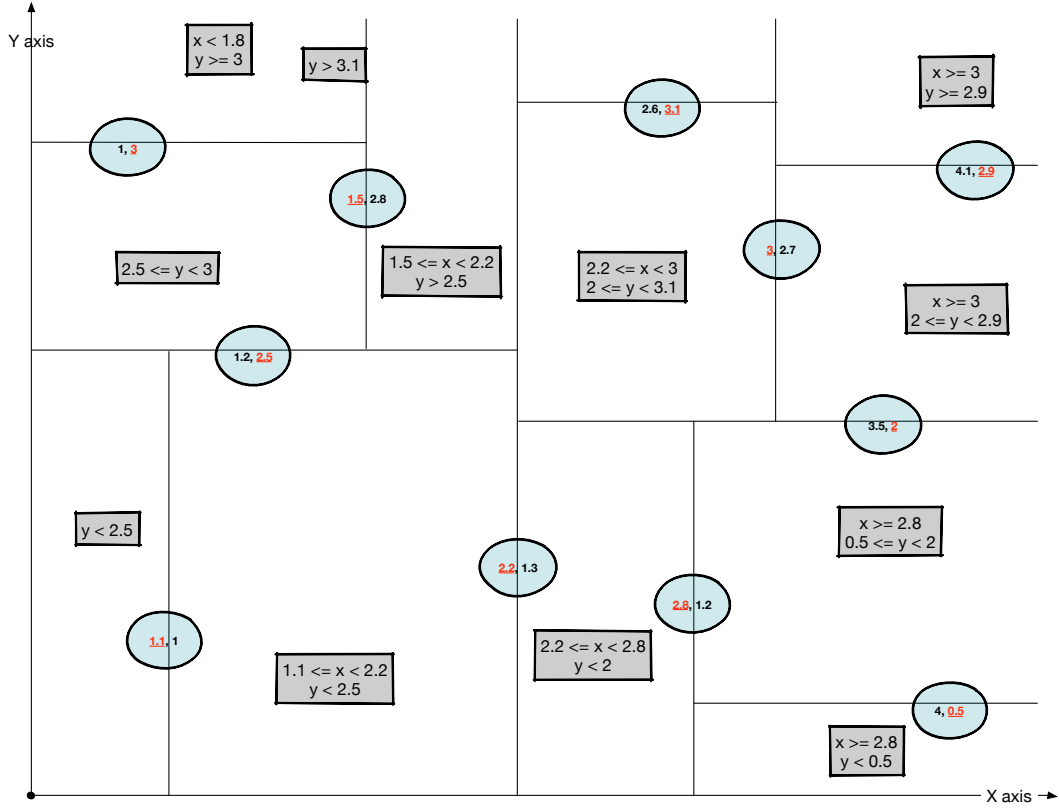 Y axis
x < 1.8
y >= 3
y > 3.1
x >= 3
y >= 2.9
2.6, 3.1
1, 3
4.1, 2.9
1.5, 2.8
3, 2.7
2.5 <= y < 3
1.5 <= x < 2.2
y > 2.5
2.2 <= x < 3
2 <= y < 3.1
x >= 3
2 <= y < 2.9
1.2, 2.5
3.5, 2
y < 2.5
x >= 2.8
0.5 <= y < 2
2.2, 1.3
2.8, 1.2
1.1, 1
1.1 <= x < 2.2
y < 2.5
2.2 <= x < 2.8
y < 2
4, 0.5
x >= 2.8
y < 0.5
X axis